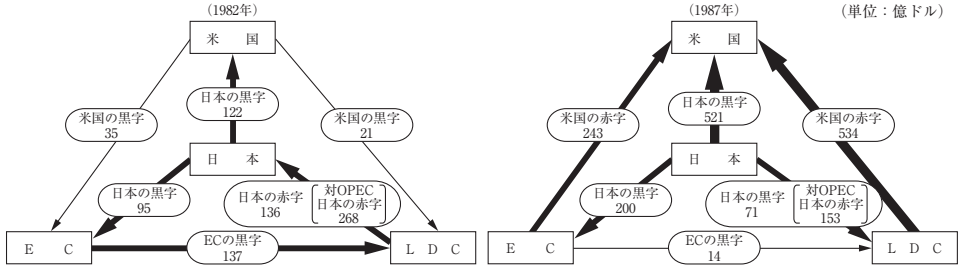 (1982年)
米　国
米国の黒字
35
日本の黒字
122
米国の黒字
21
日　本
日本の黒字
95
日本の赤字
136
対OPEC
日本の赤字
268
E　C
ECの黒字
137
L　D　C
(1987年)
(単位：億ドル)
米　国
米国の赤字
243
日本の黒字
521
米国の赤字
534
日　本
日本の黒字
200
日本の黒字
71
対OPEC
日本の赤字
153
E　C
ECの黒字
14
L　D　C